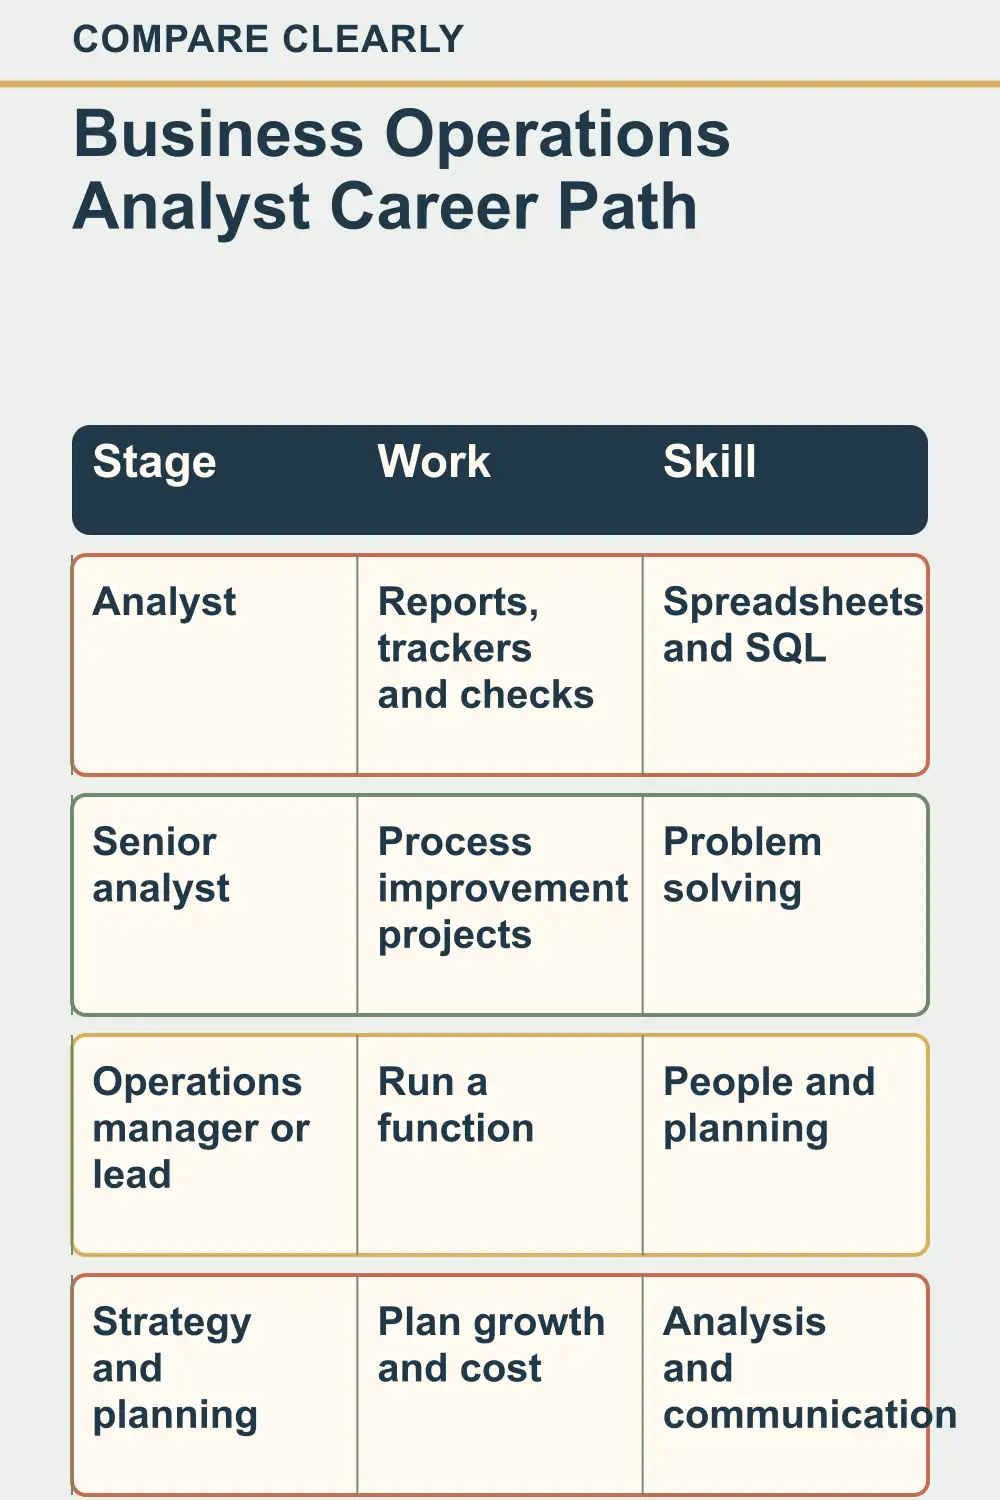 COMPARE CLEARLY
Business Operations
Analyst Career Path
Stage
Work
Skill
Analyst
Reports,
trackers
and checks
Spreadsheets
and SQL
Senior
analyst
Process
improvement
projects
Problem
solving
Operations
manager or
lead
Run a
function
People and
planning
Strategy
and
planning
Plan growth
and cost
Analysis
and
communication